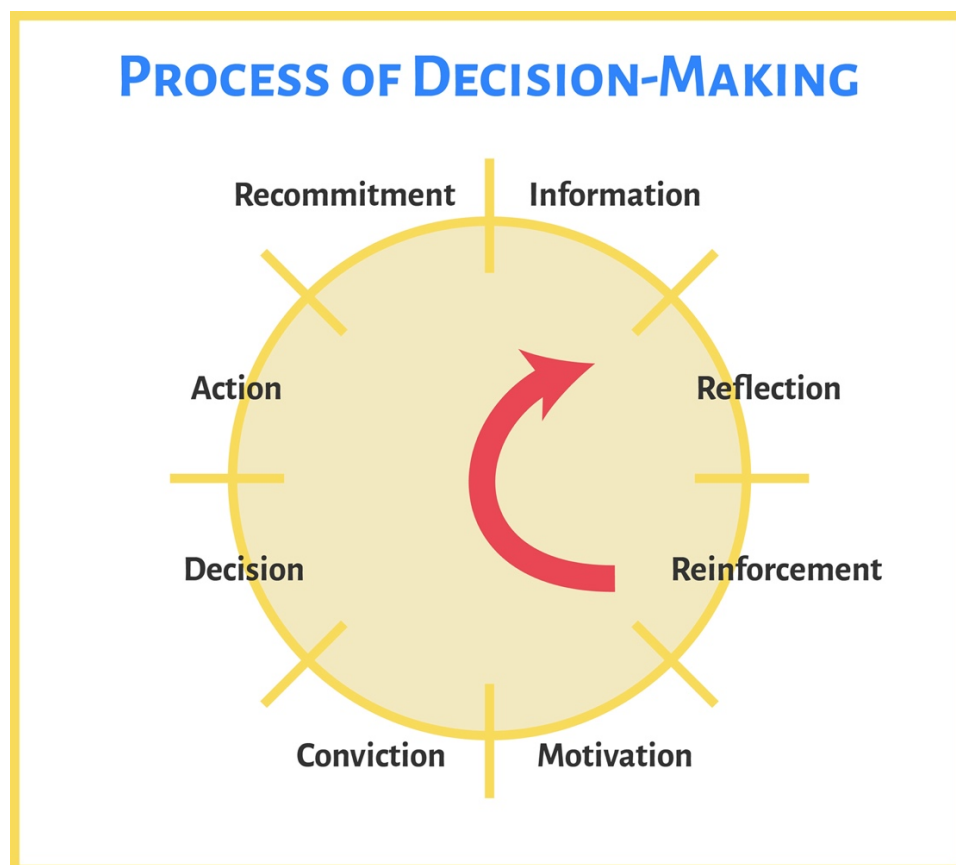 Process of Decision-Making
Recommitment
Information
Action
Reflection
Decision
Reinforcement
Conviction
Motivation